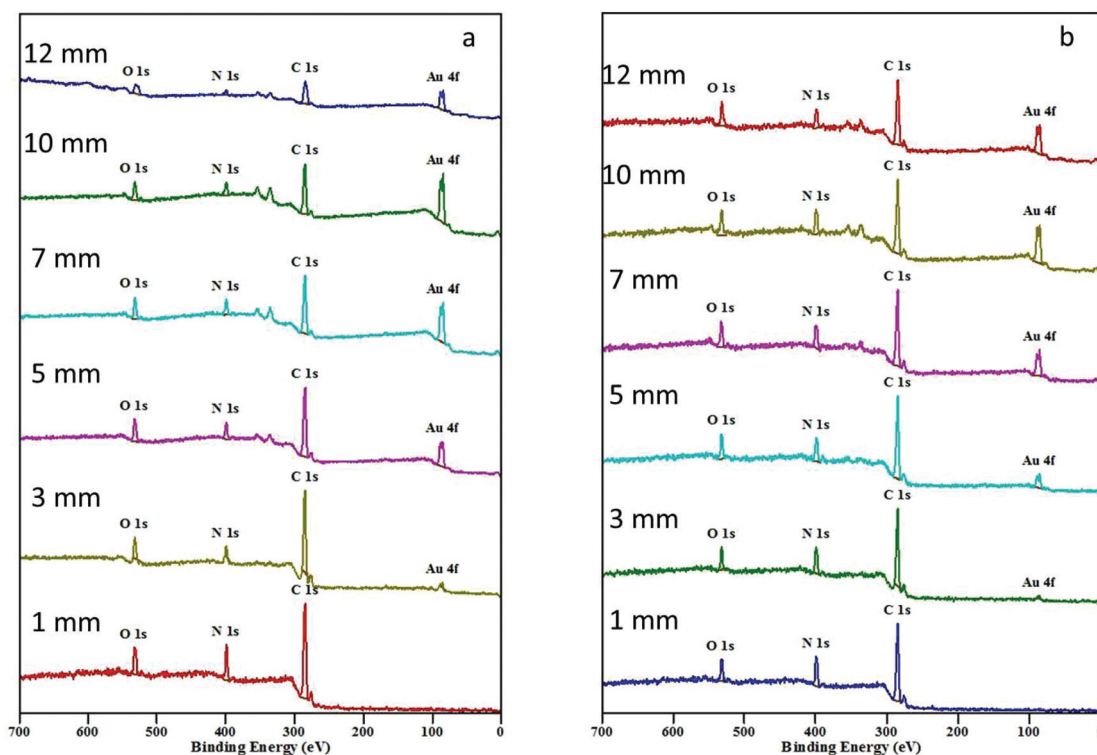 a
12 mm
O 1s
N 1s
C 1s
Au 4f
10 mm
O 1s
N 1s
C 1s
Au 4f
7 mm
O 1s
N 1s
C 1s
Au 4f
5 mm
O 1s
N 1s
C 1s
Au 4f
3 mm
O 1s
N 1s
C 1s
Au 4f
1 mm
O 1s
N 1s
C 1s
700 600 500 400 300 200 100 0
Binding Energy (eV)
b
12 mm
O 1s
N 1s
C 1s
Au 4f
10 mm
O 1s
N 1s
C 1s
Au 4f
7 mm
O 1s
N 1s
C 1s
Au 4f
5 mm
O 1s
N 1s
C 1s
Au 4f
3 mm
O 1s
N 1s
C 1s
Au 4f
1 mm
O 1s
N 1s
C 1s
700 600 500 400 300 200 100
Binding Energy (eV)